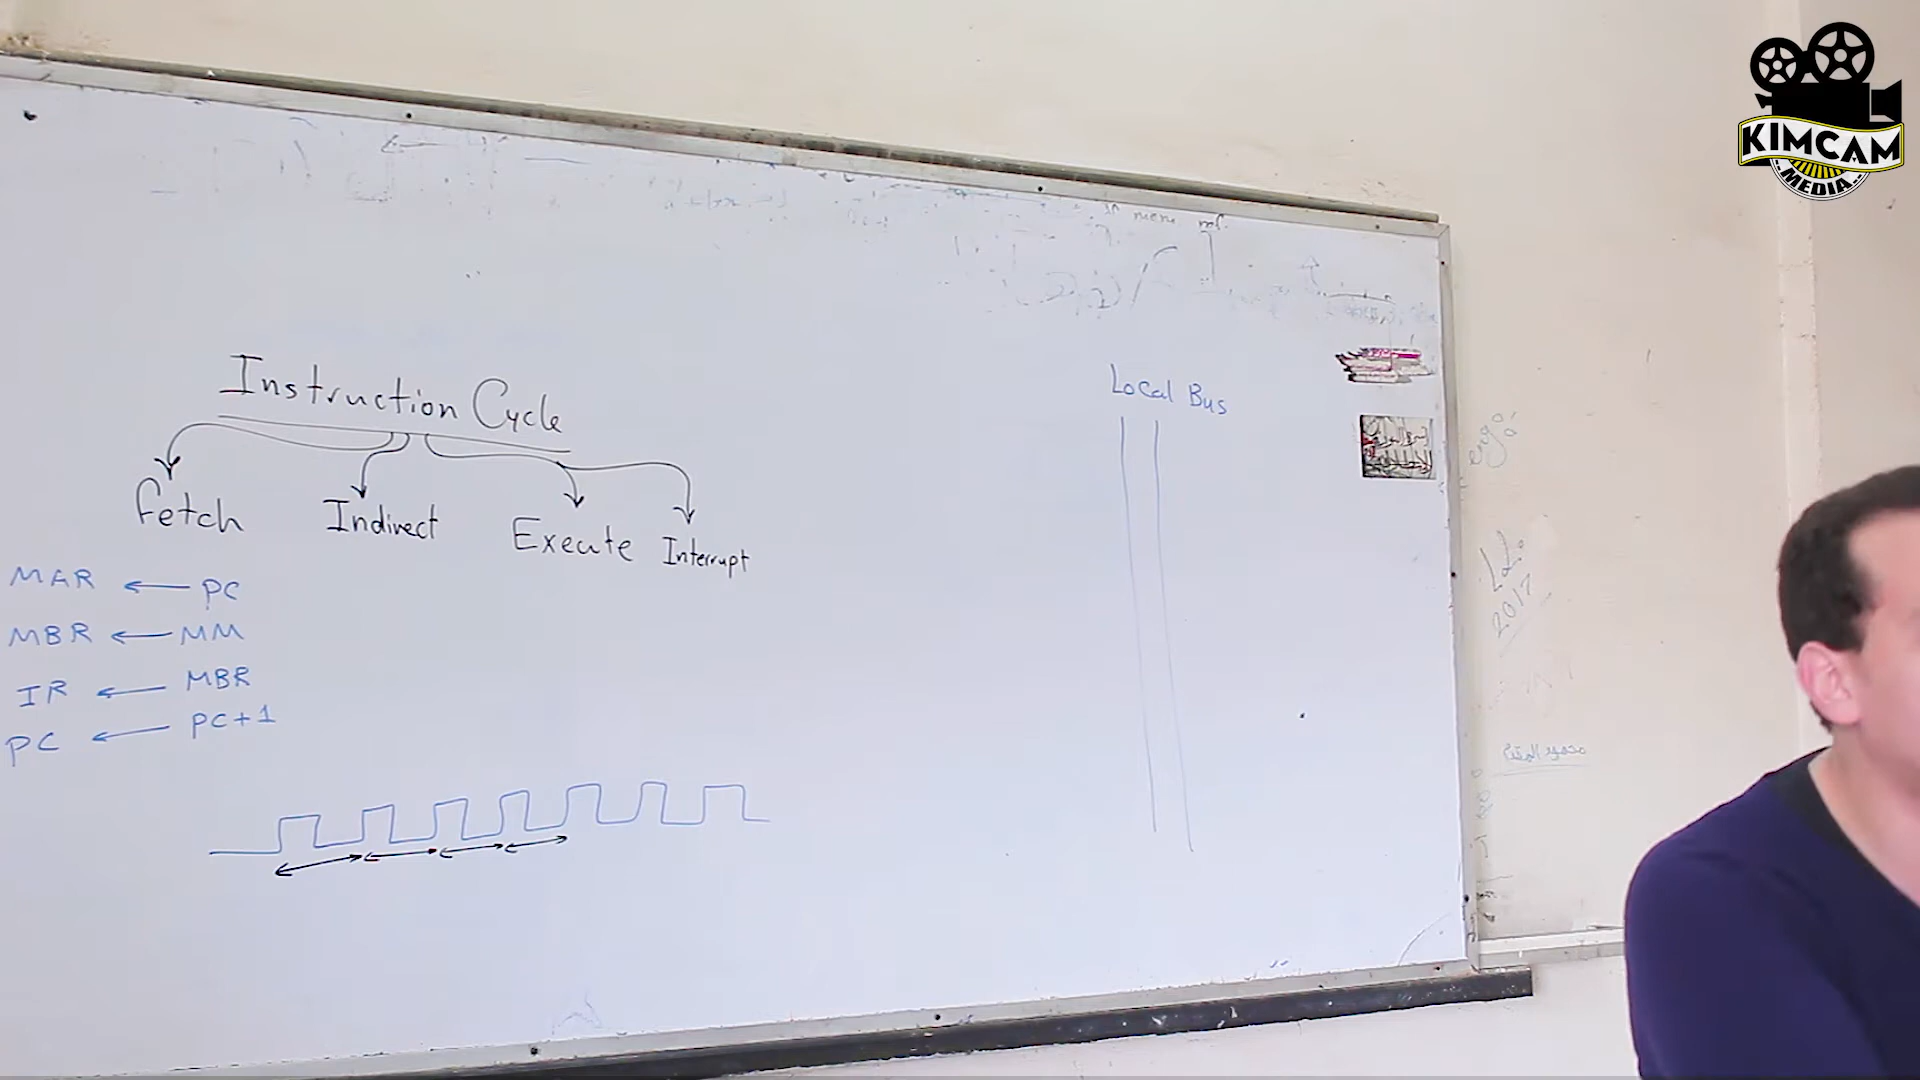 KIMCAM
MEDIA
Instruction Cycle
Fetch Indirect Execute Interrupt
MAR ← PC
MBR ← MM
IR ← MBR
PC ← PC+1
Local Bus
2017